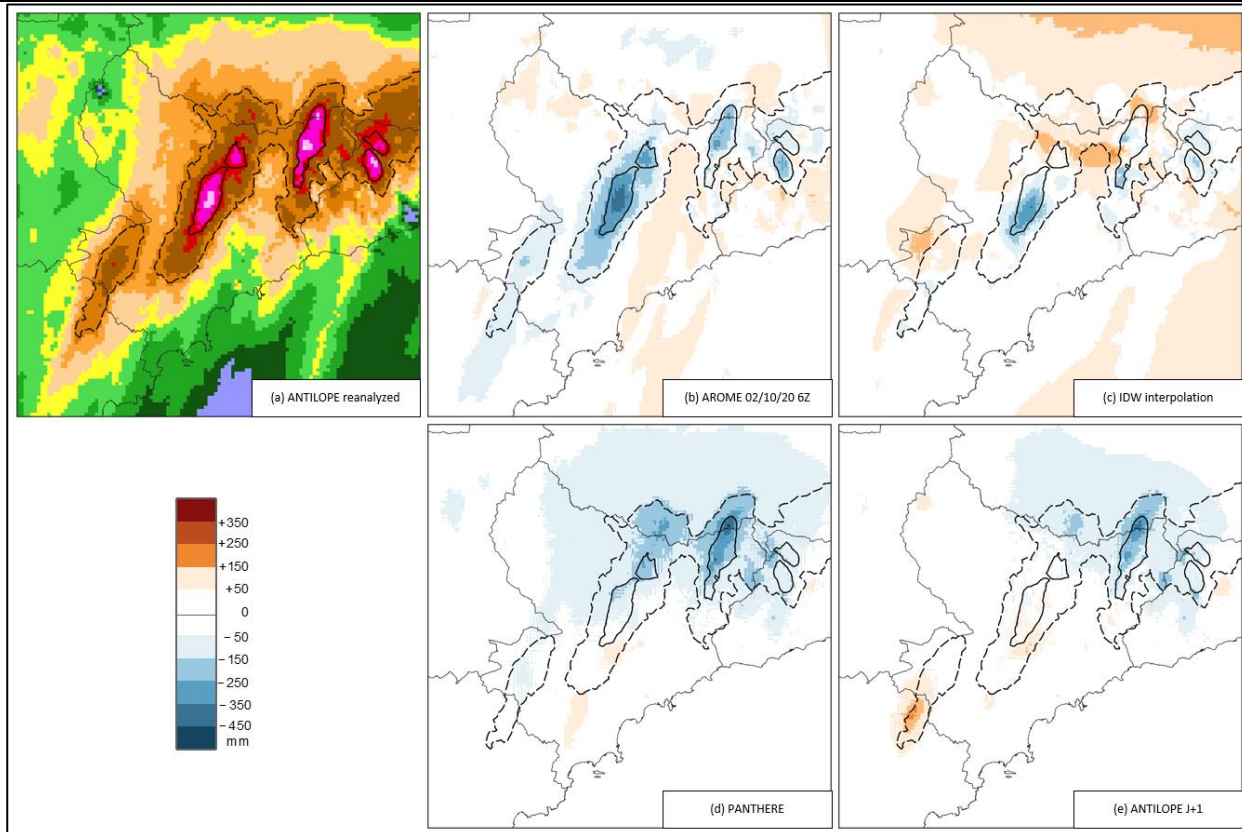 (a) ANTILOPE reanalyzed
(b) AROME 02/10/20 6Z
(c) IDW interpolation
+350
+250
+150
+50
0
− 50
− 150
− 250
− 350
− 450
mm
(d) PANTHERE
(e) ANTILOPE J+1